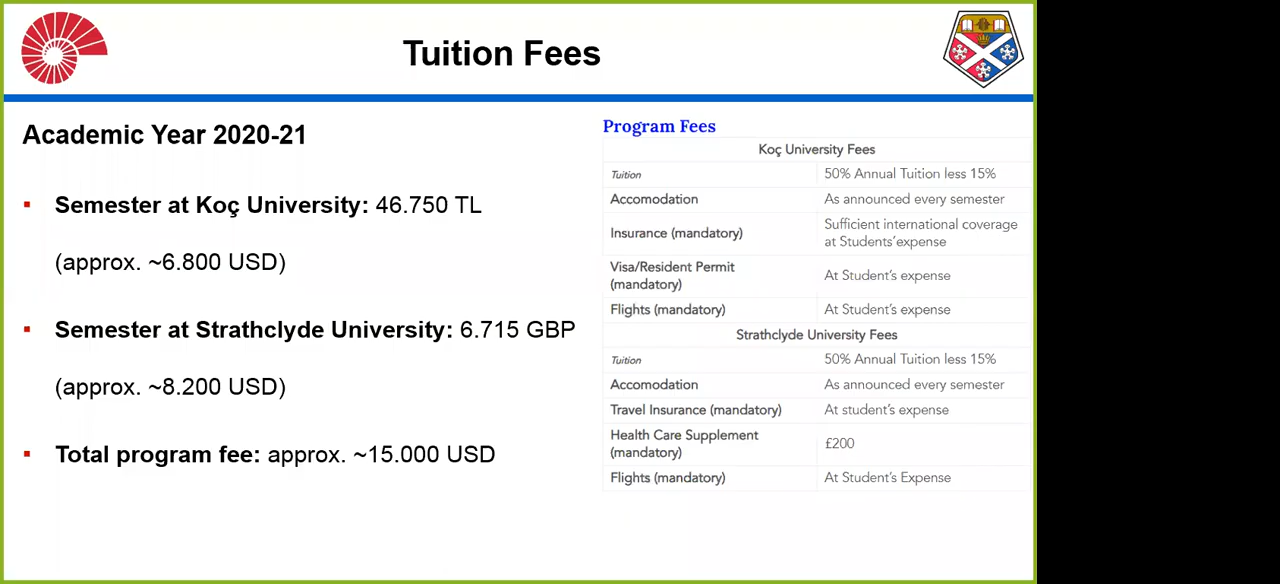 Tuition Fees
Academic Year 2020-21
▪ Semester at Koç University: 46.750 TL
(approx. ~6.800 USD)
▪ Semester at Strathclyde University: 6.715 GBP
(approx. ~8.200 USD)
▪ Total program fee: approx. ~15.000 USD
Program Fees
Koç University Fees
Tuition 50% Annual Tuition less 15%
Accomodation As announced every semester
Insurance (mandatory) Sufficient international coverage
at Students'expense
Visa/Resident Permit
(mandatory) At Student's expense
Flights (mandatory) At Student's expense
Strathclyde University Fees
Tuition 50% Annual Tuition less 15%
Accomodation As announced every semester
Travel Insurance (mandatory) At student's expense
Health Care Supplement
(mandatory) £200
Flights (mandatory) At Student's Expense